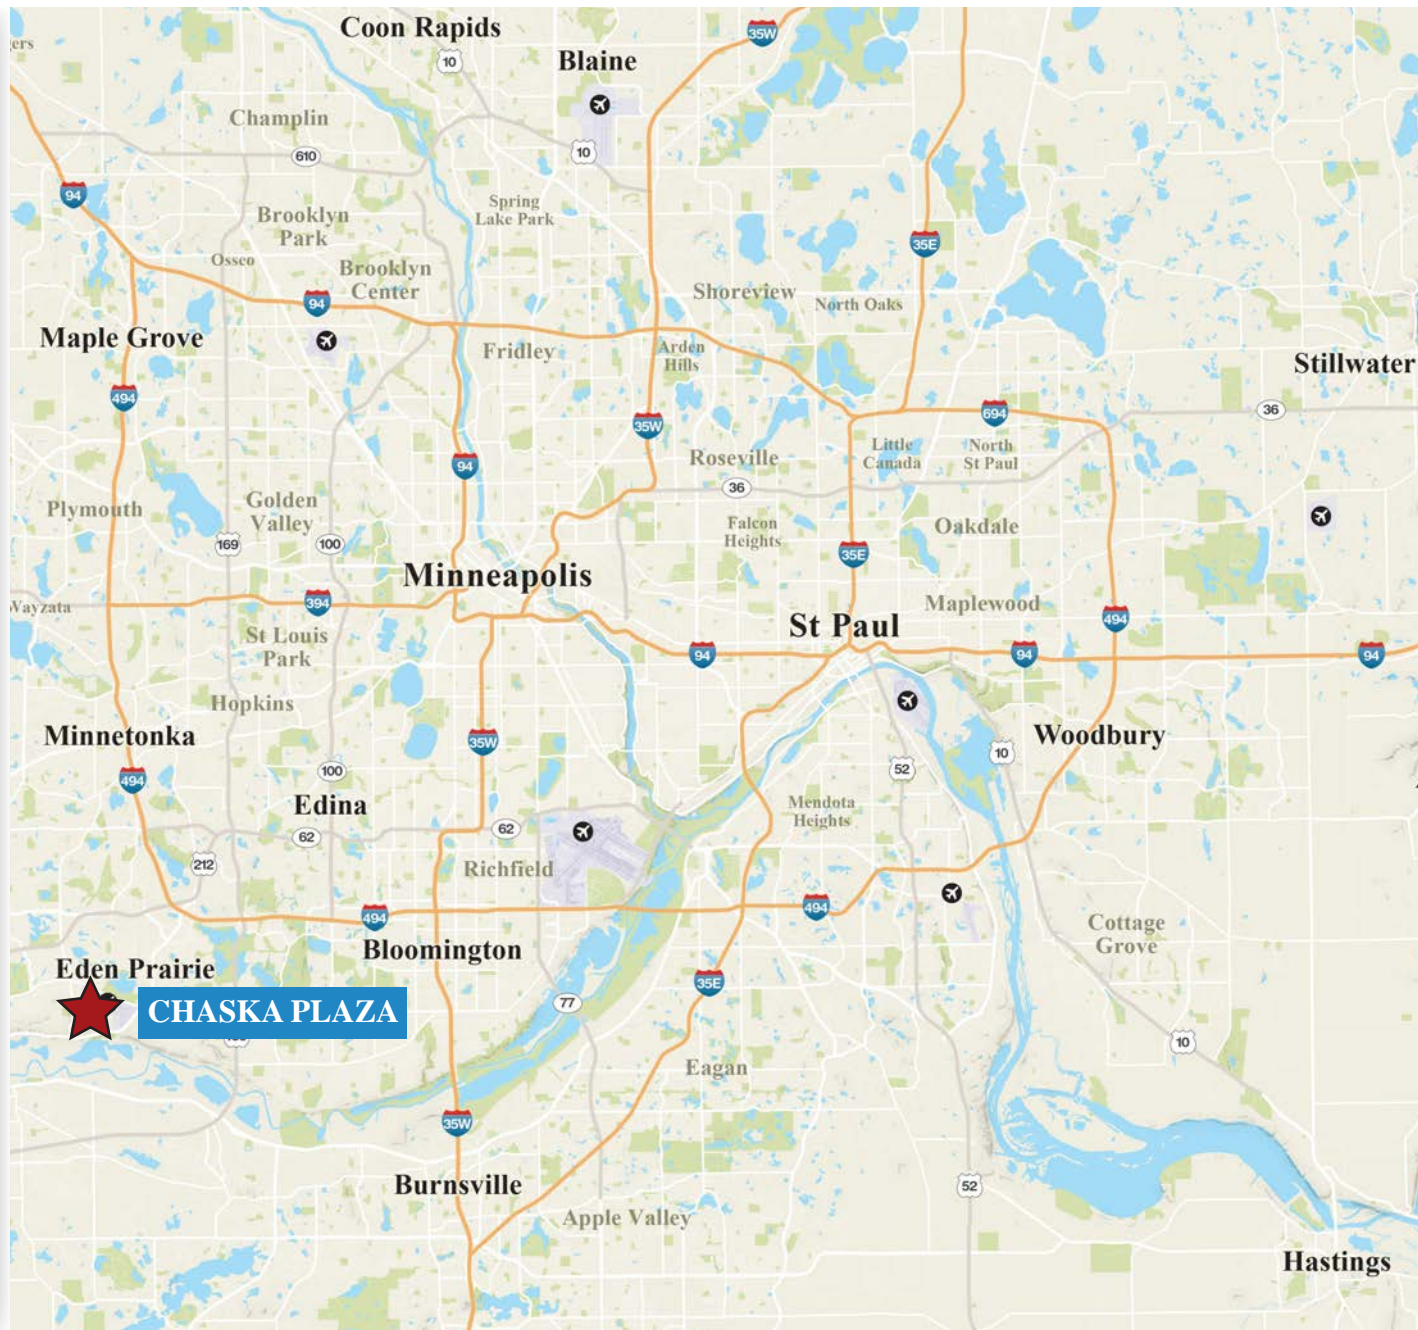 Coon Rapids
35W
gers
Blaine
10
Champlin
10
610
94
Spring
Lake Park
Brooklyn
Park
35E
Osseo
Brooklyn
Center
Shoreview
North Oaks
94
Maple Grove
Fridley
Arden
Hills
Stillwater
494
694
36
35W
Little
Canada
North
St Paul
Roseville
94
36
Plymouth
Golden
Valley
Falcon
Heights
Oakdale
169
100
35E
Minneapolis
Wayzata
394
Maplewood
494
St Paul
St Louis
Park
94
94
94
Hopkins
Minnetonka
35W
Woodbury
10
100
52
494
Edina
Mendota
Heights
62
62
212
Richfield
494
494
Cottage
Grove
Bloomington
Eden Prairie
35E
CHASKA PLAZA
77
10
Eagan
35W
Burnsville
52
Apple Valley
Hastings